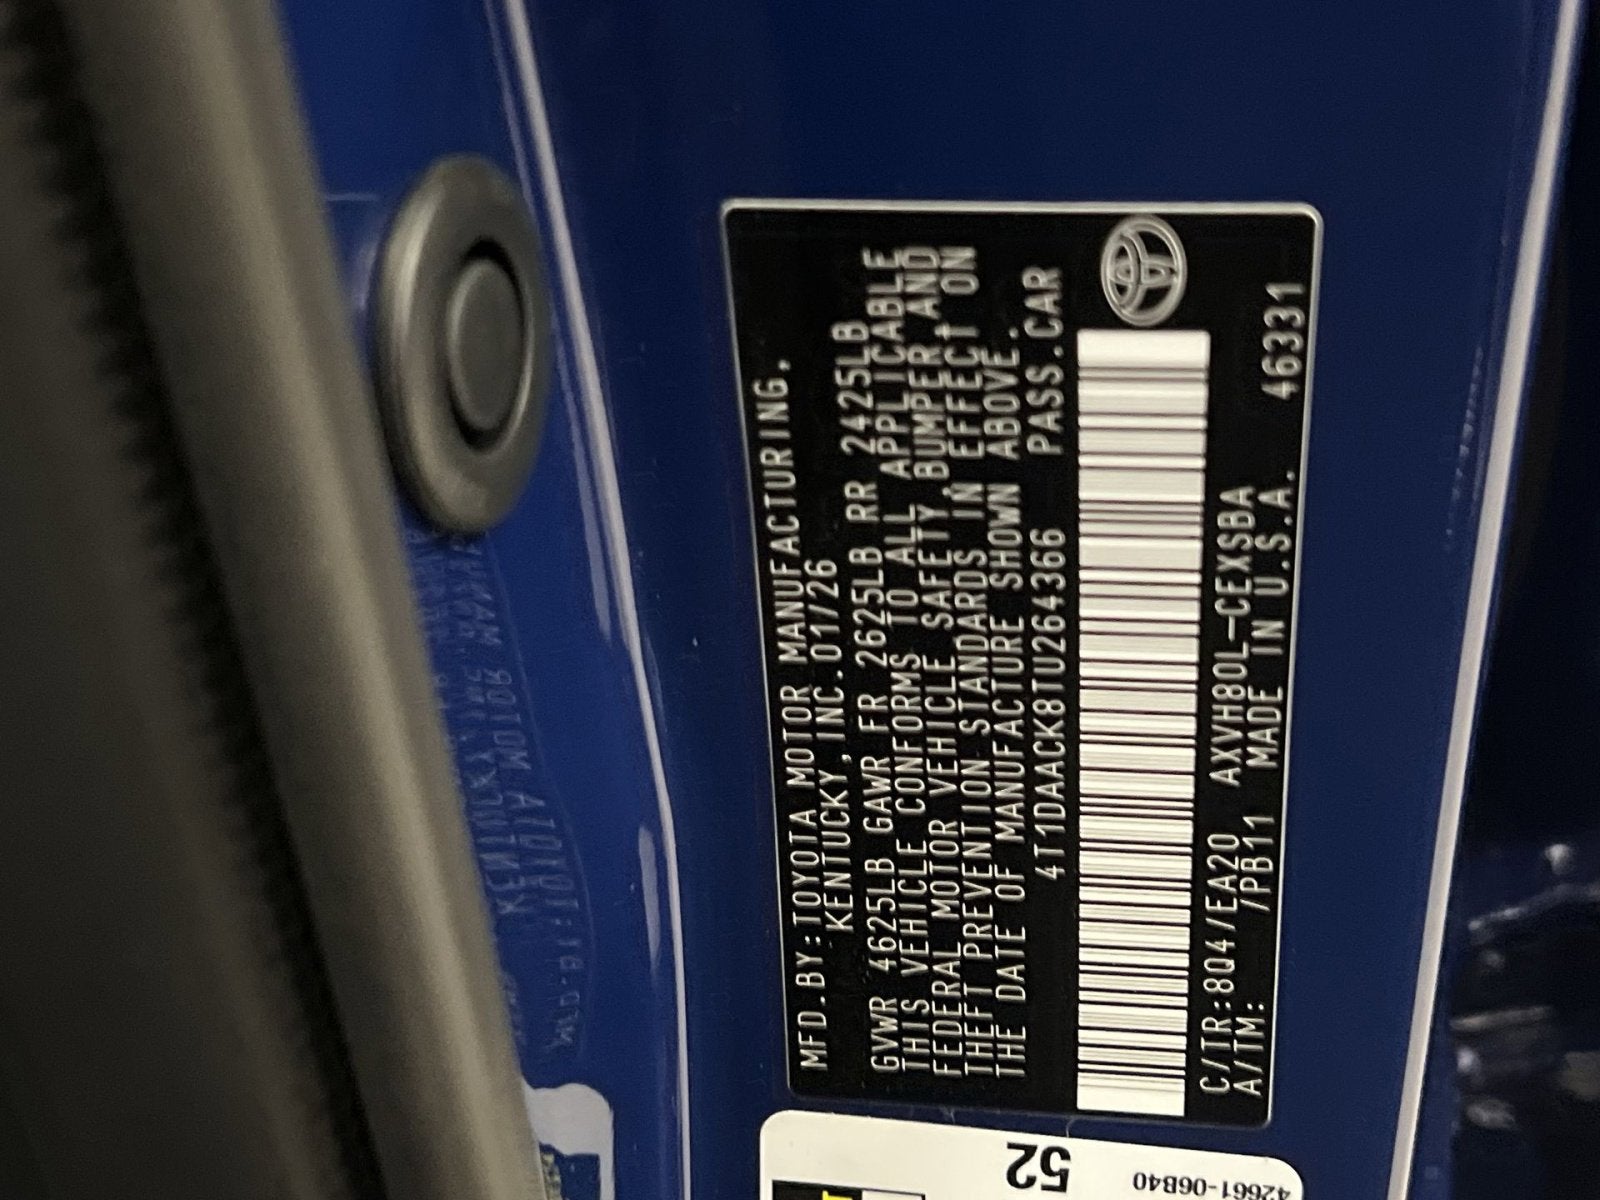 MFD.BY:TOYOTA MOTOR MANUFACTURING,
KENTUCKY,INC.01/26
GVWR 4625LB GAWR FR 2625LB RR 2425LB
THIS VEHICLE CONFORMS TO ALL APPLICABLE
FEDERAL MOTOR VEHICLE SAFETY,BUMPER,AND
THEFT PREVENTION STANDARDS IN EFFECT ON
THE DATE OF MANUFACTURE SHOWN ABOVE.
4T1DAACK8TU264366 PASS.CAR
C/TR:8Q4/EA20 AXVH80L-CEXSBA
A/TM: /PB11 MADE IN U.S.A. 46331
52
42661-06B40